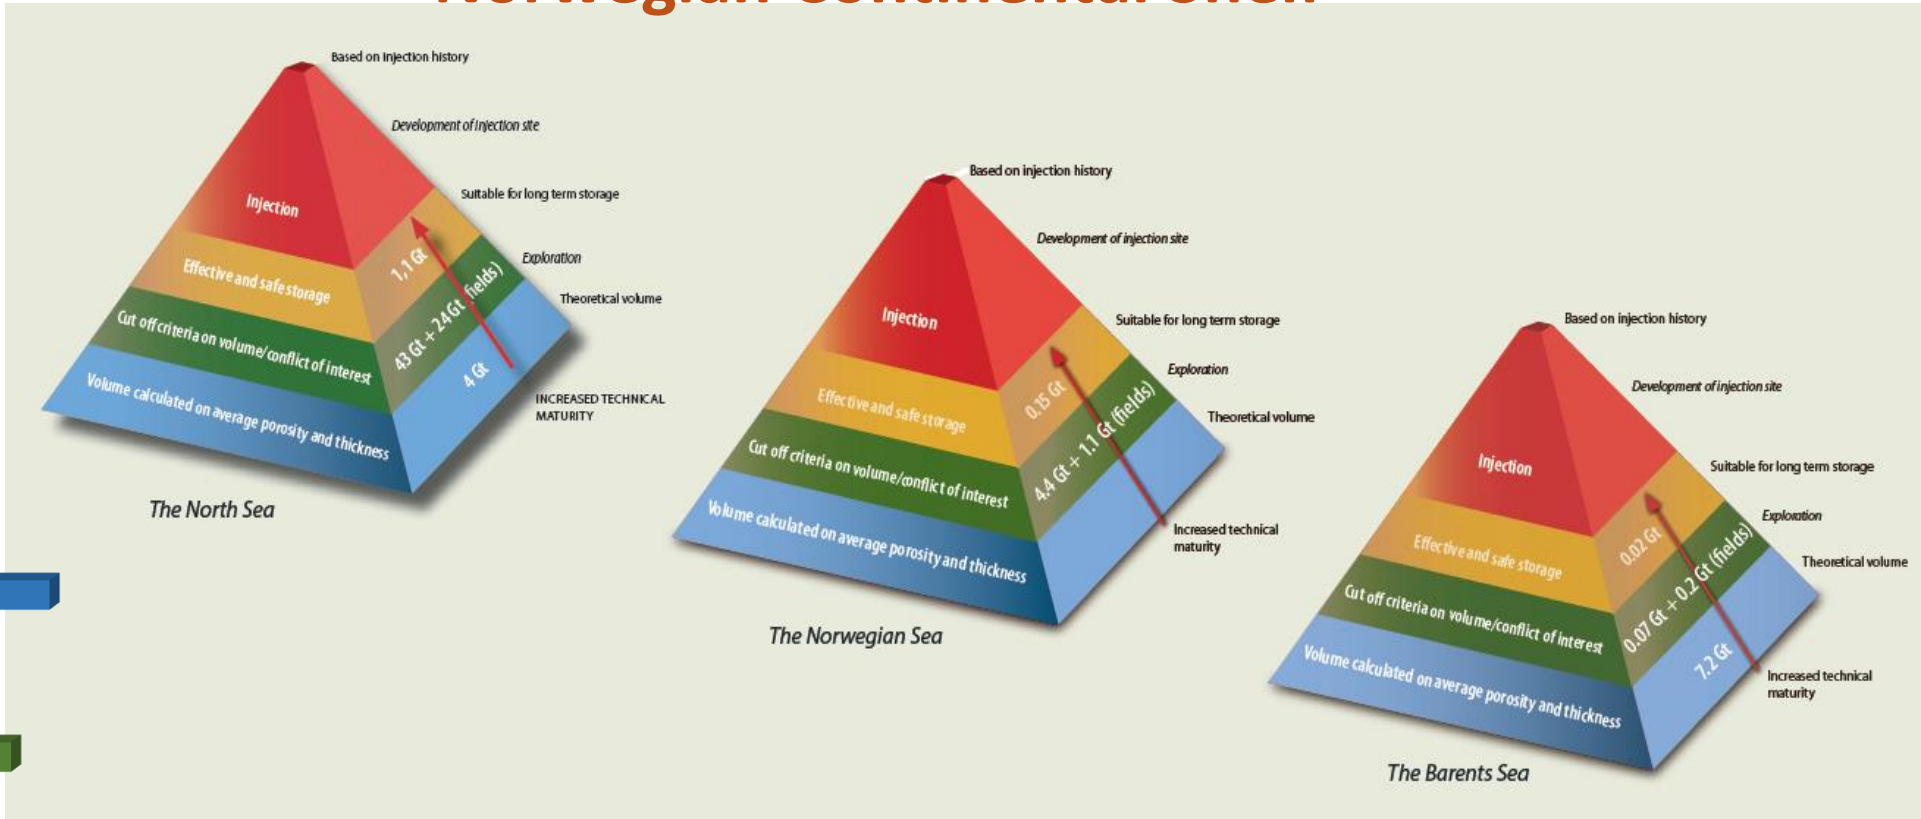 Norwegian Continental Shelf
Based on injection history
Development of injection site
Suitable for long term storage
Exploration
Theoretical volume
INCREASED TECHNICAL
MATURITY
Injection
Effective and safe storage
Cut off criteria on volume/conflict of interest
Volume calculated on average porosity and thickness
1,1 Gt
43 Gt + 24 Gt (fields)
4 Gt
The North Sea
Based on injection history
Development of injection site
Suitable for long term storage
Exploration
Theoretical volume
Increased technical
maturity
Injection
Effective and safe storage
Cut off criteria on volume/conflict of interest
Volume calculated on average porosity and thickness
0.15 Gt
4.4 Gt + 1.1 Gt (fields)
The Norwegian Sea
Based on injection history
Development of injection site
Suitable for long term storage
Exploration
Theoretical volume
Increased technical
maturity
Injection
Effective and safe storage
Cut off criteria on volume/conflict of interest
Volume calculated on average porosity and thickness
0.02 Gt
0.07 Gt + 0.2 Gt (fields)
7.2 Gt
The Barents Sea